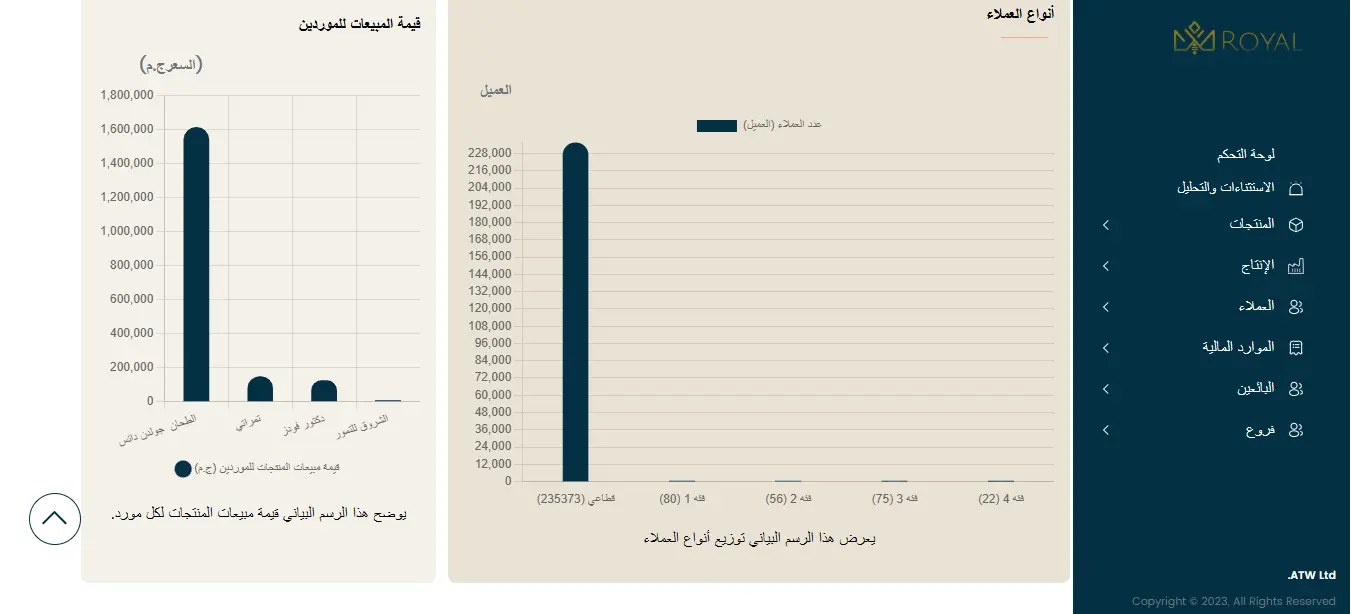 ROYAL
لوحة التحكم
الاستثناءات والتحليل
المنتجات
الإنتاج
العملاء
الموارد المالية
البائعين
فروع
ATW Ltd.
Copyright © 2023, All Rights Reserved
أنواع العملاء
العميل
عدد العملاء (العميل)
228,000
216,000
204,000
192,000
180,000
168,000
156,000
144,000
132,000
120,000
108,000
96,000
84,000
72,000
60,000
48,000
36,000
24,000
12,000
0
قطاعي (235373)
فئه 1 (80)
فئه 2 (56)
فئه 3 (75)
فئه 4 (22)
يعرض هذا الرسم البياني توزيع أنواع العملاء
قيمة المبيعات للموردين
(السعرج.م)
1,800,000
1,600,000
1,400,000
1,200,000
1,000,000
800,000
600,000
400,000
200,000
0
الطحان جولدن داتس
تمراتي
دكتور فودز
الشروق للتمور
قيمة مبيعات المنتجات للموردين (ج.م)
يوضح هذا الرسم البياني قيمة مبيعات المنتجات لكل مورد.